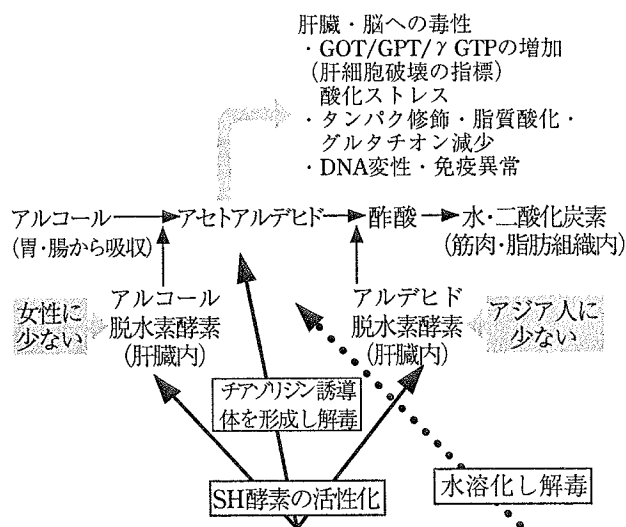 肝臓・脳への毒性
・GOT/GPT/γGTPの増加
(肝細胞破壊の指標)
酸化ストレス
・タンパク修飾・脂質酸化・
グルタチオン減少
・DNA変性・免疫異常
アルコール
アセトアルデヒド
酢酸
水・二酸化炭素
(胃・腸から吸収)
(筋肉・脂肪組織内)
女性に
少ない
アルコール
脱水素酵素
(肝臓内)
アルデヒド
脱水素酵素
(肝臓内)
アジア人に
少ない
チアゾリジン誘導
体を形成し解毒
SH酵素の活性化
水溶化し解毒